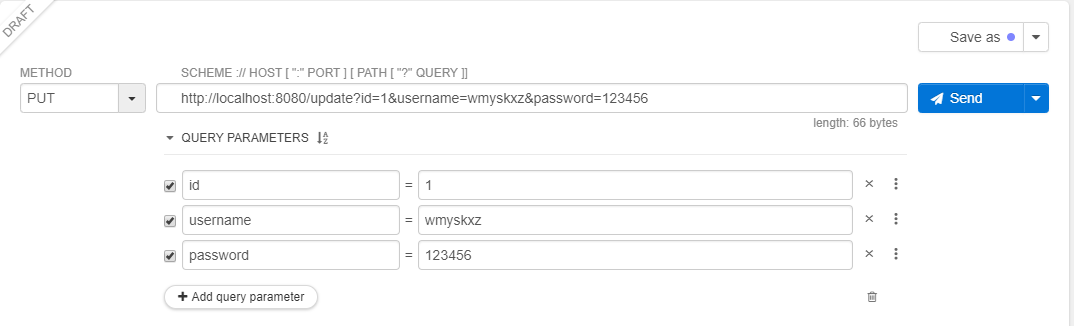 DRAFT
Save as
METHOD
SCHEME :// HOST [ ":" PORT ] [ PATH [ "?" QUERY ]]
PUT
http://localhost:8080/update?id=1&username=wmyskxz&password=123456
Send
length: 66 bytes
QUERY PARAMETERS
id = 1 ×
username = wmyskxz ×
password = 123456 ×
+ Add query parameter